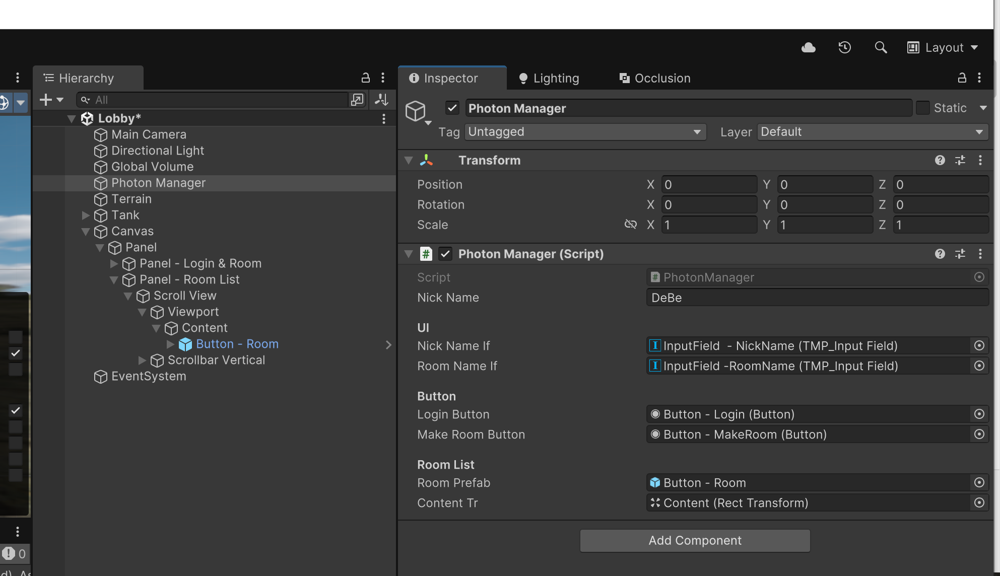 Layout
Hierarchy
All
Lobby*
Main Camera
Directional Light
Global Volume
Photon Manager
Terrain
Tank
Canvas
Panel
Panel - Login & Room
Panel - Room List
Scroll View
Viewport
Content
Button - Room
Scrollbar Vertical
EventSystem
0
Inspector
Lighting
Occlusion
Photon Manager
Static
Tag Untagged
Layer Default
Transform
Position X 0 Y 0 Z 0
Rotation X 0 Y 0 Z 0
Scale X 1 Y 1 Z 1
# Photon Manager (Script)
Script # PhotonManager
Nick Name DeBe
UI
Nick Name If InputField  - NickName (TMP_Input Field)
Room Name If InputField -RoomName (TMP_Input Field)
Button
Login Button Button - Login (Button)
Make Room Button Button - MakeRoom (Button)
Room List
Room Prefab Button - Room
Content Tr Content (Rect Transform)
Add Component